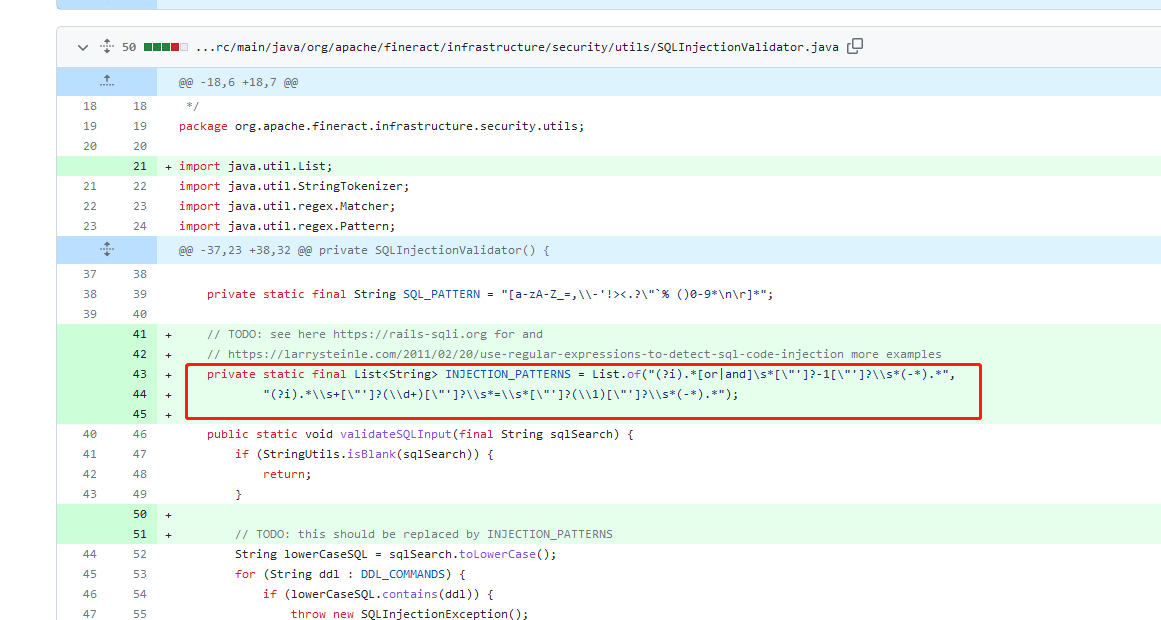 50 ...rc/main/java/org/apache/fineract/infrastructure/security/utils/SQLInjectionValidator.java
@@ -18,6 +18,7 @@
18 18 */
19 19 package org.apache.fineract.infrastructure.security.utils;
20 20
21 + import java.util.List;
21 22 import java.util.StringTokenizer;
22 23 import java.util.regex.Matcher;
23 24 import java.util.regex.Pattern;
@@ -37,23 +38,32 @@ private SQLInjectionValidator() {
37 38
38 39 private static final String SQL_PATTERN = "[a-zA-Z_=,\\-'!><.?\"`% ()0-9*\n\r]*";
39 40
41 + // TODO: see here https://rails-sqli.org for and
42 + // https://larrysteinle.com/2011/02/20/use-regular-expressions-to-detect-sql-code-injection more examples
43 + private static final List<String> INJECTION_PATTERNS = List.of("(?i).*[or|and]\s*[\"']?-1[\"']?\\s*(-*).*",
44 + "(?i).*\\s+[\"']?(\\d+)[\"']?\\s*=\\s*[\"']?(\\1)[\"']?\\s*(-*).*");
45 +
40 46 public static void validateSQLInput(final String sqlSearch) {
41 47 if (StringUtils.isBlank(sqlSearch)) {
42 48 return;
43 49 }
50 +
51 + // TODO: this should be replaced by INJECTION_PATTERNS
44 52 String lowerCaseSQL = sqlSearch.toLowerCase();
45 53 for (String ddl : DDL_COMMANDS) {
46 54 if (lowerCaseSQL.contains(ddl)) {
47 55 throw new SQLInjectionException();